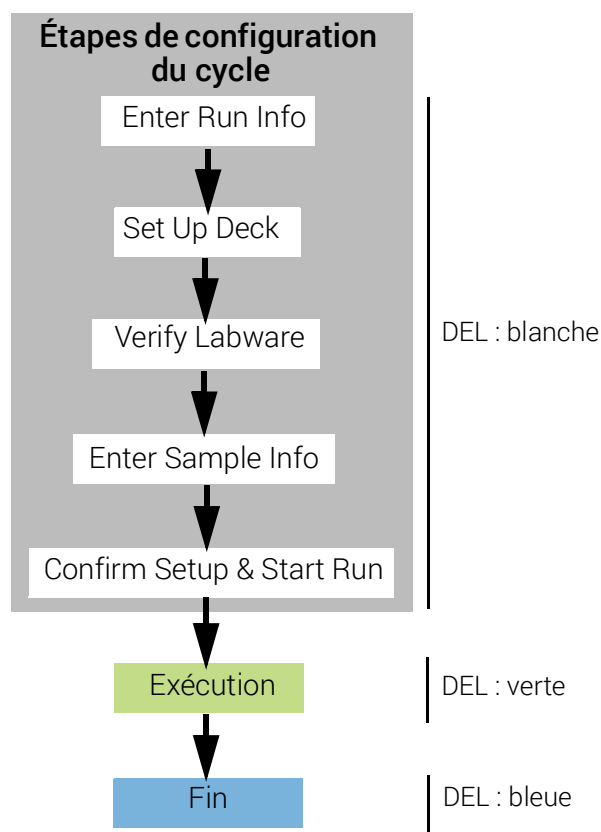 Étapes de configuration
du cycle
Enter Run Info
Set Up Deck
Verify Labware
DEL : blanche
Enter Sample Info
Confirm Setup & Start Run
Exécution
DEL : verte
Fin
DEL : bleue